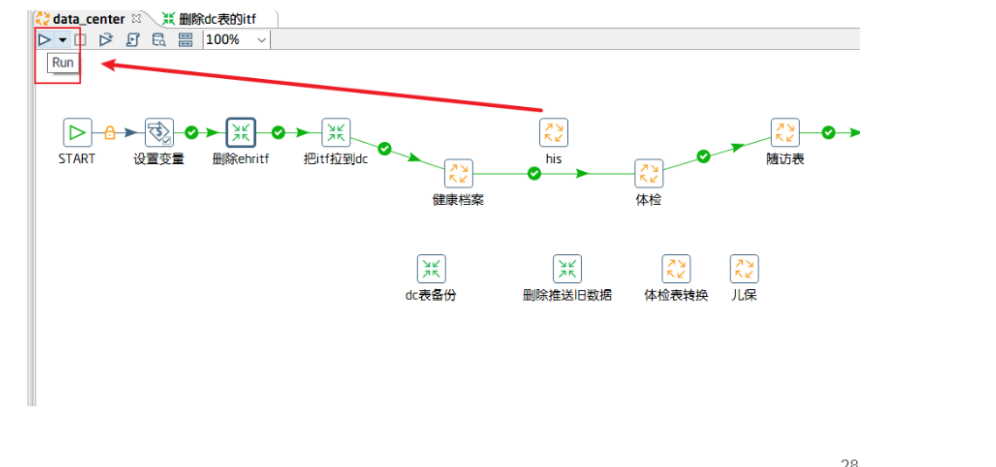 data_center 删除dc表的itf
100%
Run
START 设置变量 删除ehritf 把itf拉到dc his 随访表
健康档案 体检
dc表备份 删除推送旧数据 体检表转换 儿保
28